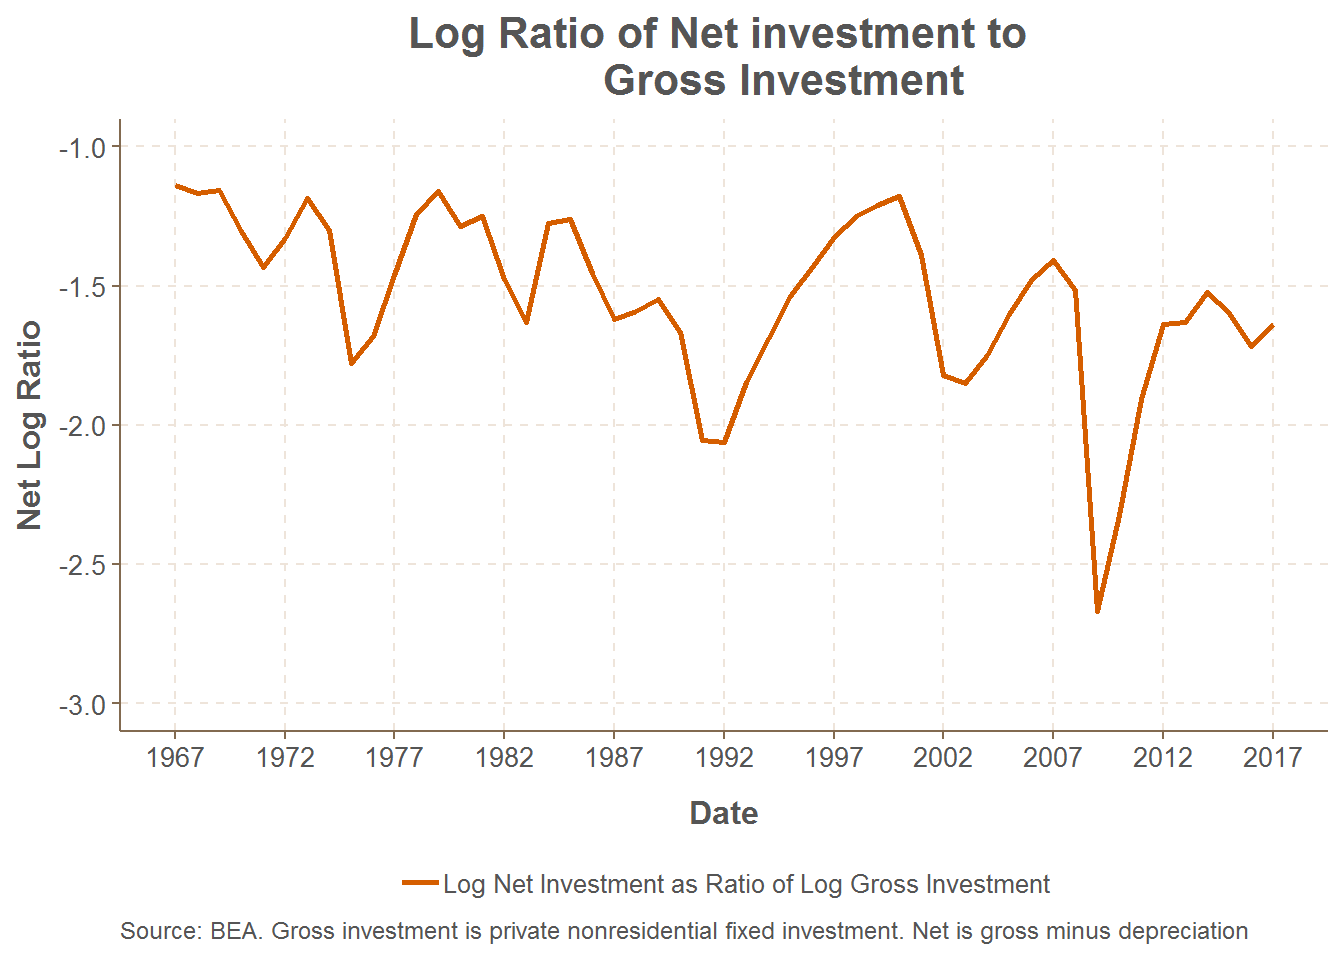 Log Ratio of Net investment to
Gross Investment
Net Log Ratio
-1.0
-1.5
-2.0
-2.5
-3.0
1967 1972 1977 1982 1987 1992 1997 2002 2007 2012 2017
Date
Log Net Investment as Ratio of Log Gross Investment
Source: BEA. Gross investment is private nonresidential fixed investment. Net is gross minus depreciation